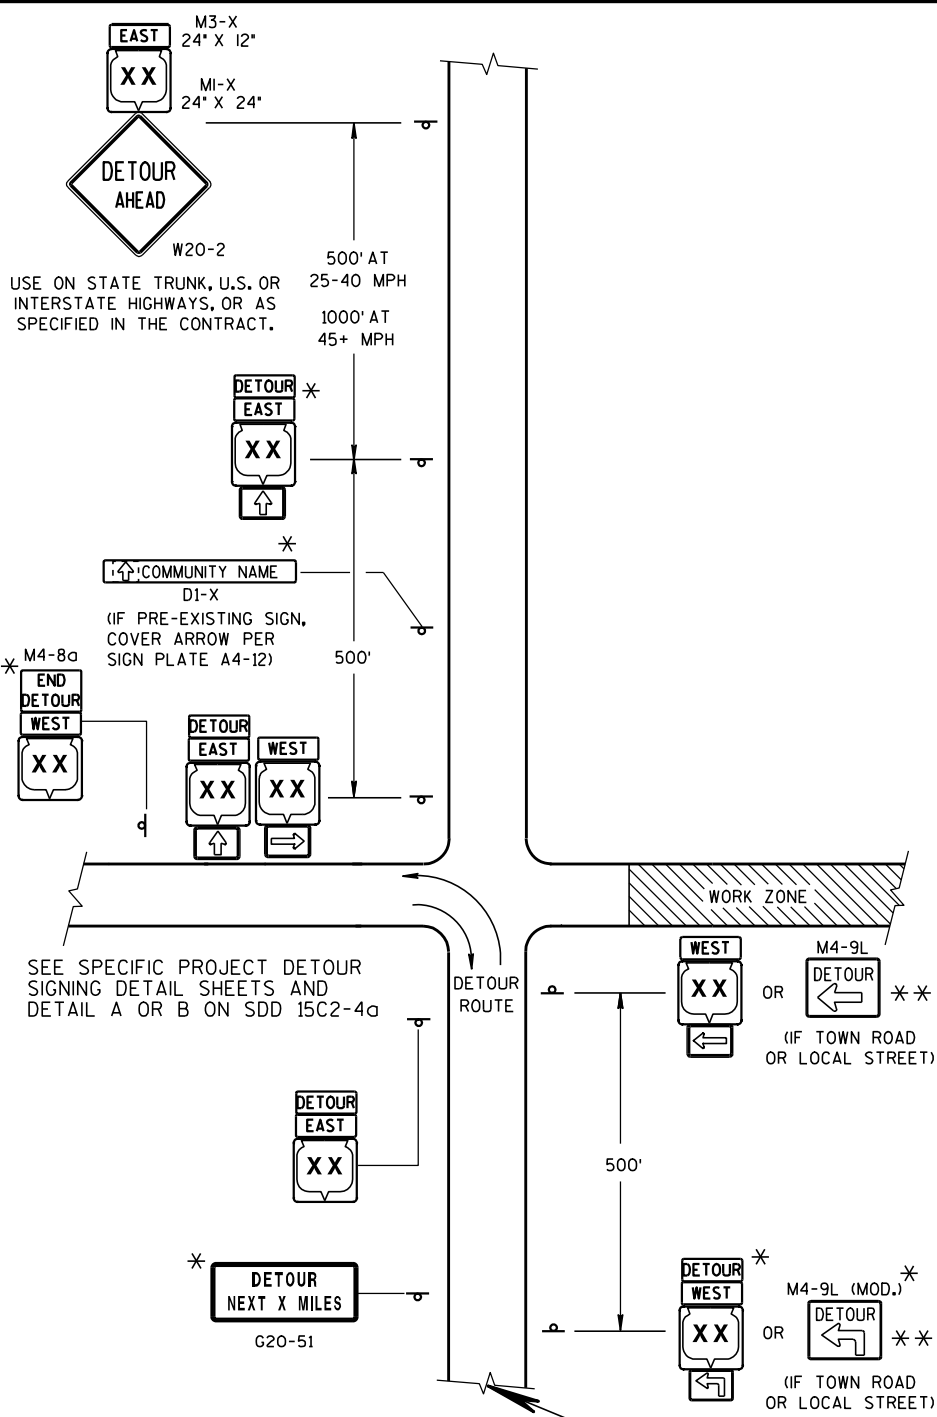 M3-X
24" X 12"
EAST
XX
M1-X
24" X 24"
DETOUR
AHEAD
W20-2
USE ON STATE TRUNK, U.S. OR
INTERSTATE HIGHWAYS, OR AS
SPECIFIED IN THE CONTRACT.
500' AT
25-40 MPH
1000' AT
45+ MPH
DETOUR *
EAST
XX
*
COMMUNITY NAME
D1-X
(IF PRE-EXISTING SIGN,
COVER ARROW PER
SIGN PLATE A4-12)
500'
* M4-8a
END
DETOUR
WEST
XX
DETOUR
EAST
XX
WEST
XX
WORK ZONE
SEE SPECIFIC PROJECT DETOUR
SIGNING DETAIL SHEETS AND
DETAIL A OR B ON SDD 15C2-4a
DETOUR
ROUTE
WEST
XX
OR
M4-9L
DETOUR
* *
(IF TOWN ROAD
OR LOCAL STREET)
DETOUR
EAST
XX
500'
*
DETOUR
NEXT X MILES
G20-51
DETOUR *
WEST
XX
OR
M4-9L (MOD.) *
DETOUR
* *
(IF TOWN ROAD
OR LOCAL STREET)